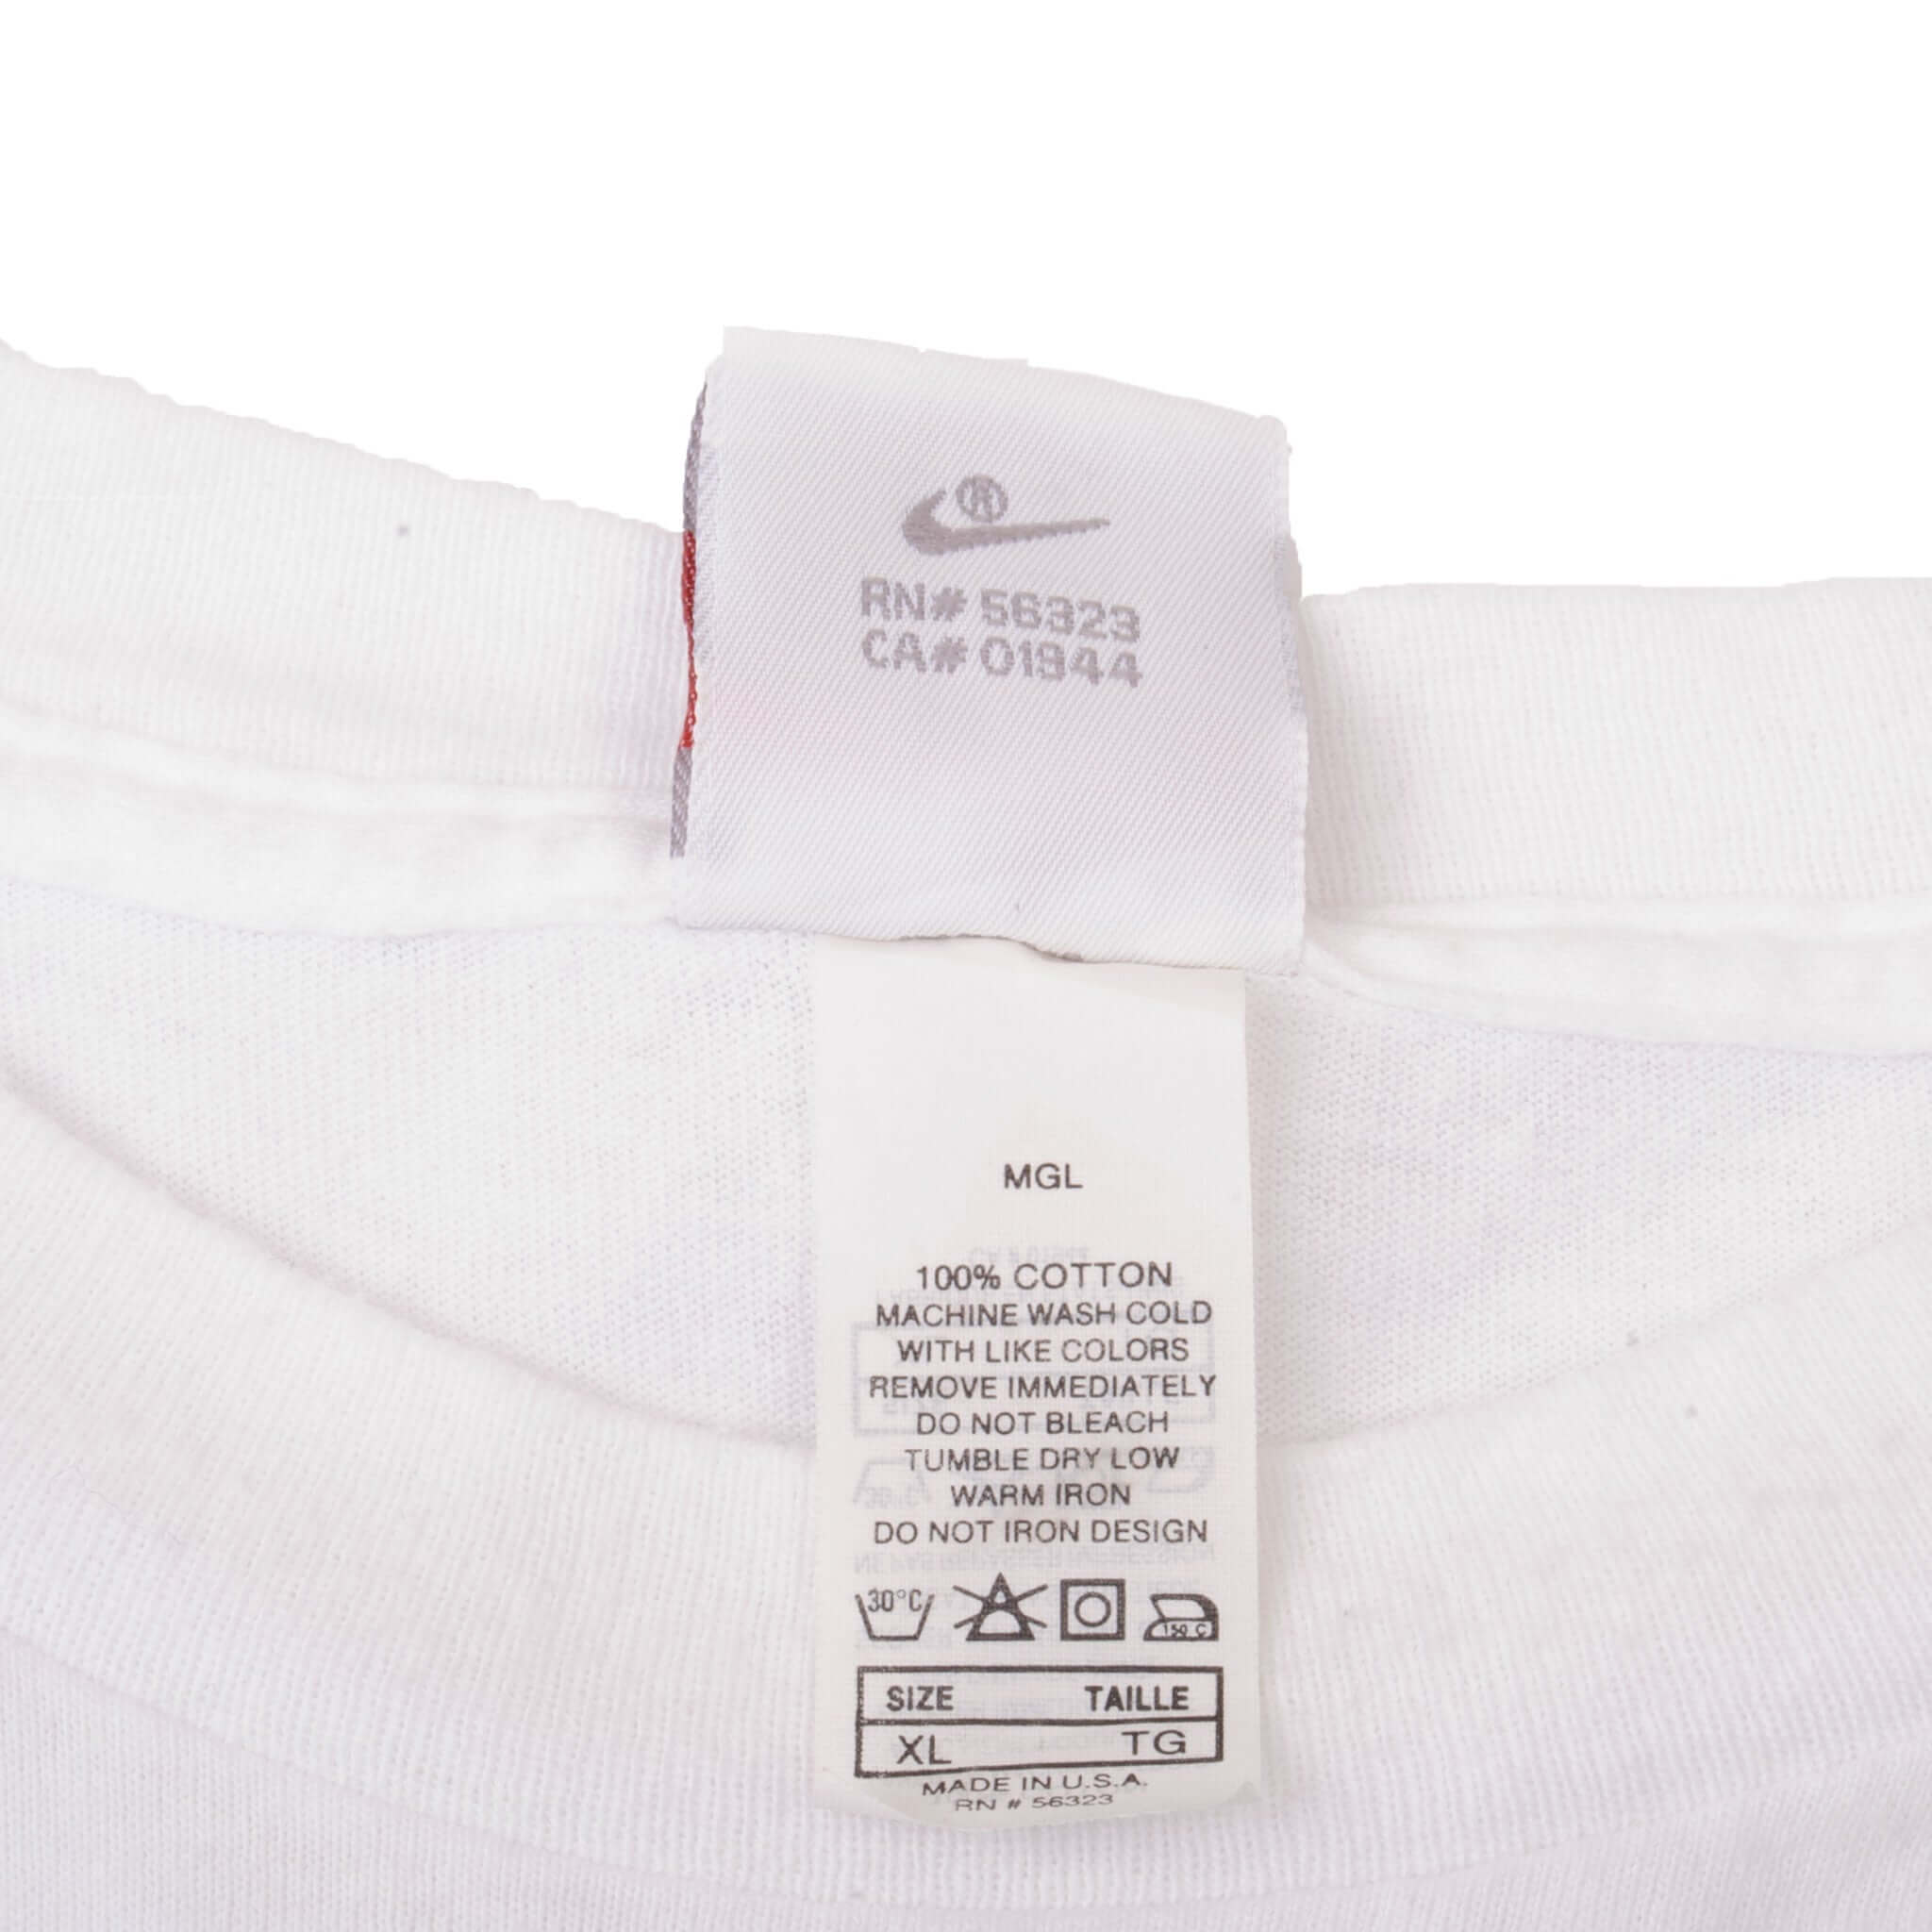 ®
RN# 56323
CA# 01944
MGL
100% COTTON
MACHINE WASH COLD
WITH LIKE COLORS
REMOVE IMMEDIATELY
DO NOT BLEACH
TUMBLE DRY LOW
WARM IRON
DO NOT IRON DESIGN
30°C 150 C
SIZE TAILLE
XL TG
MADE IN U.S.A.
RN # 56323